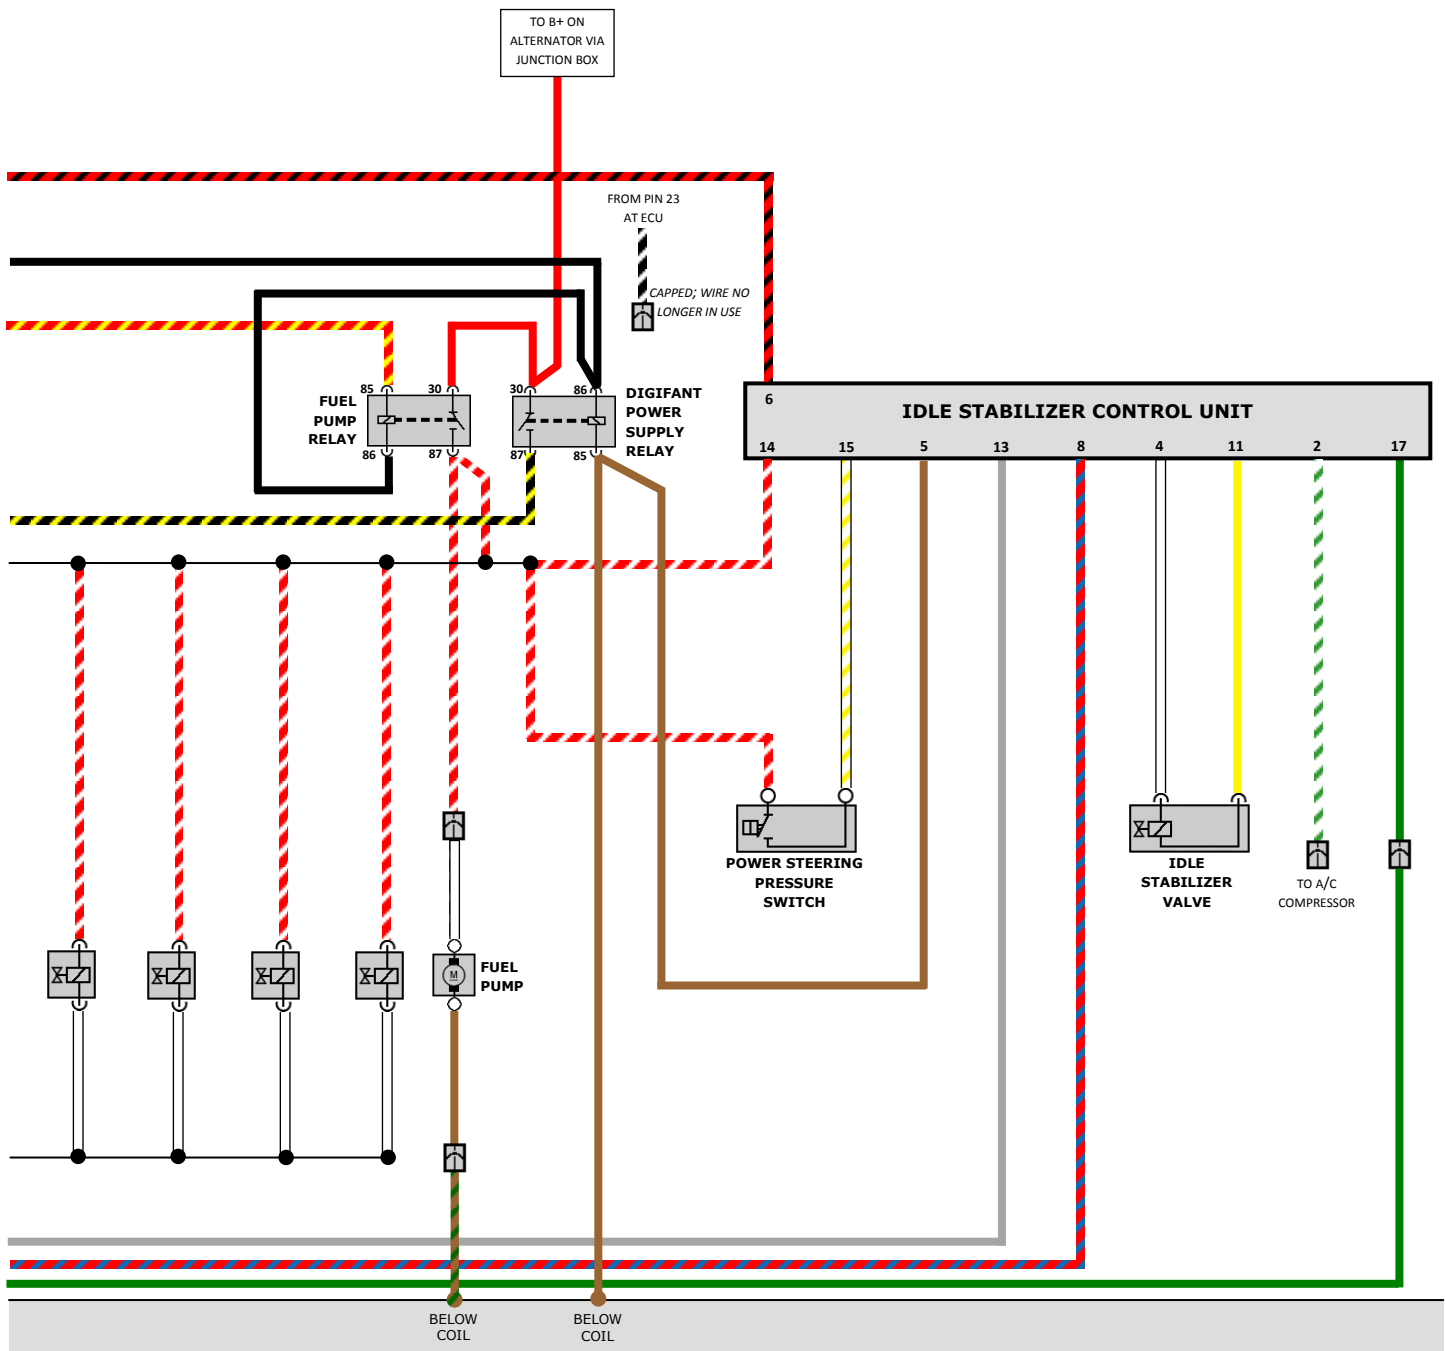 TO B+ ON
ALTERNATOR VIA
JUNCTION BOX
FROM PIN 23
AT ECU
CAPPED; WIRE NO
LONGER IN USE
85
30
30
86
FUEL
PUMP
RELAY
86
87
87
85
DIGIFANT
POWER
SUPPLY
RELAY
6
IDLE STABILIZER CONTROL UNIT
14
15
5
13
8
4
11
2
17
POWER STEERING
PRESSURE
SWITCH
IDLE
STABILIZER
VALVE
TO A/C
COMPRESSOR
M
FUEL
PUMP
BELOW
COIL
BELOW
COIL